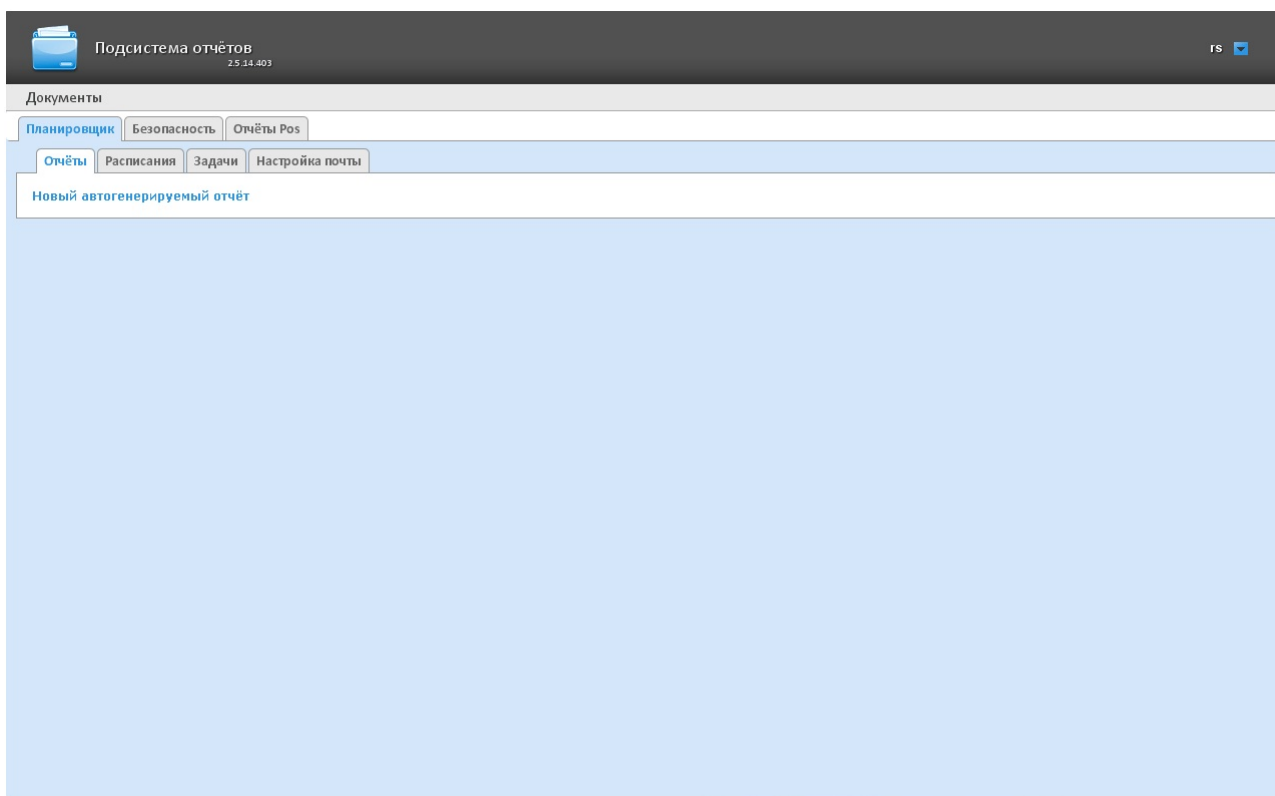 Подсистема отчётов
2.5.14.403
rs
Документы
Планировщик Безопасность Отчёты Pos
Отчёты Расписания Задачи Настройка почты
Новый автогенерируемый отчёт